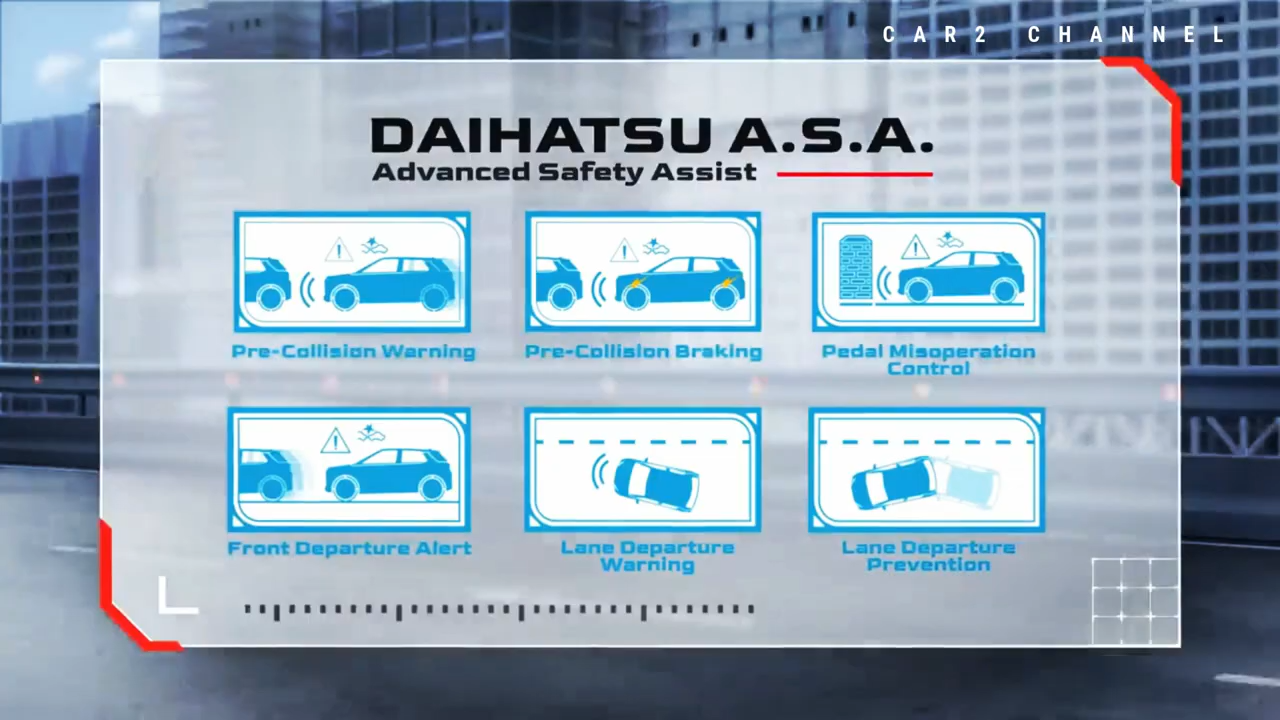 CAR2 CHANNEL
DAIHATSU A.S.A.
Advanced Safety Assist
Pre-Collision Warning
Pre-Collision Braking
Pedal Misoperation
Control
Front Departure Alert
Lane Departure
Warning
Lane Departure
Prevention